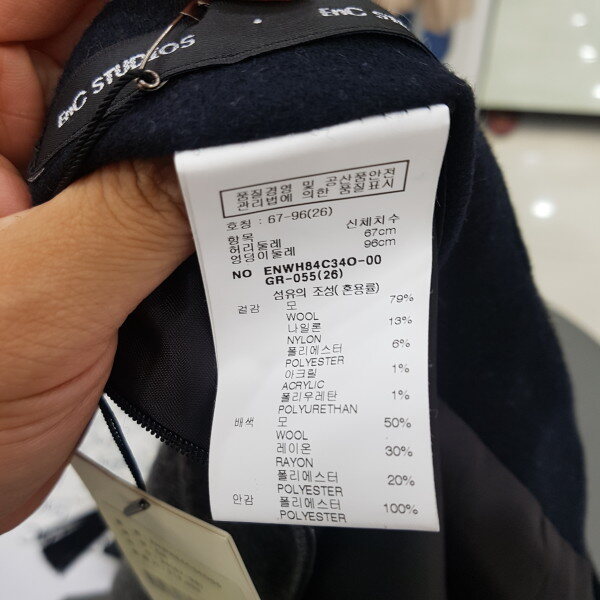 EnC STUDIOS
EnC STUDIOS
품질경영 및 공산품안전
관리법에 의한 품질표시
호칭 : 67-96(26)
항목 신체치수
허리둘레 67cm
엉덩이둘레 96cm
NO ENWH84C34O-00
GR-055(26)
섬유의 조성(혼용률)
겉감 모 79%
WOOL
나일론 13%
NYLON
폴리에스터 6%
POLYESTER
아크릴 1%
ACRYLIC
폴리우레탄 1%
POLYURETHAN
배색 모 50%
WOOL
레이온 30%
RAYON
폴리에스터 20%
POLYESTER
안감 폴리에스터 100%
POLYESTER